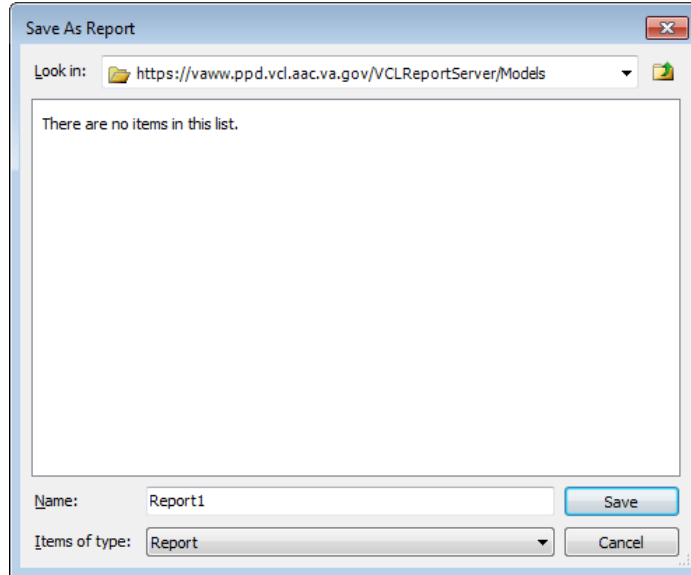 Save As Report
Look in: https://vaww.ppd.vcl.aac.va.gov/VCLReportServer/Models
There are no items in this list.
Name: Report1 Save
Items of type: Report Cancel